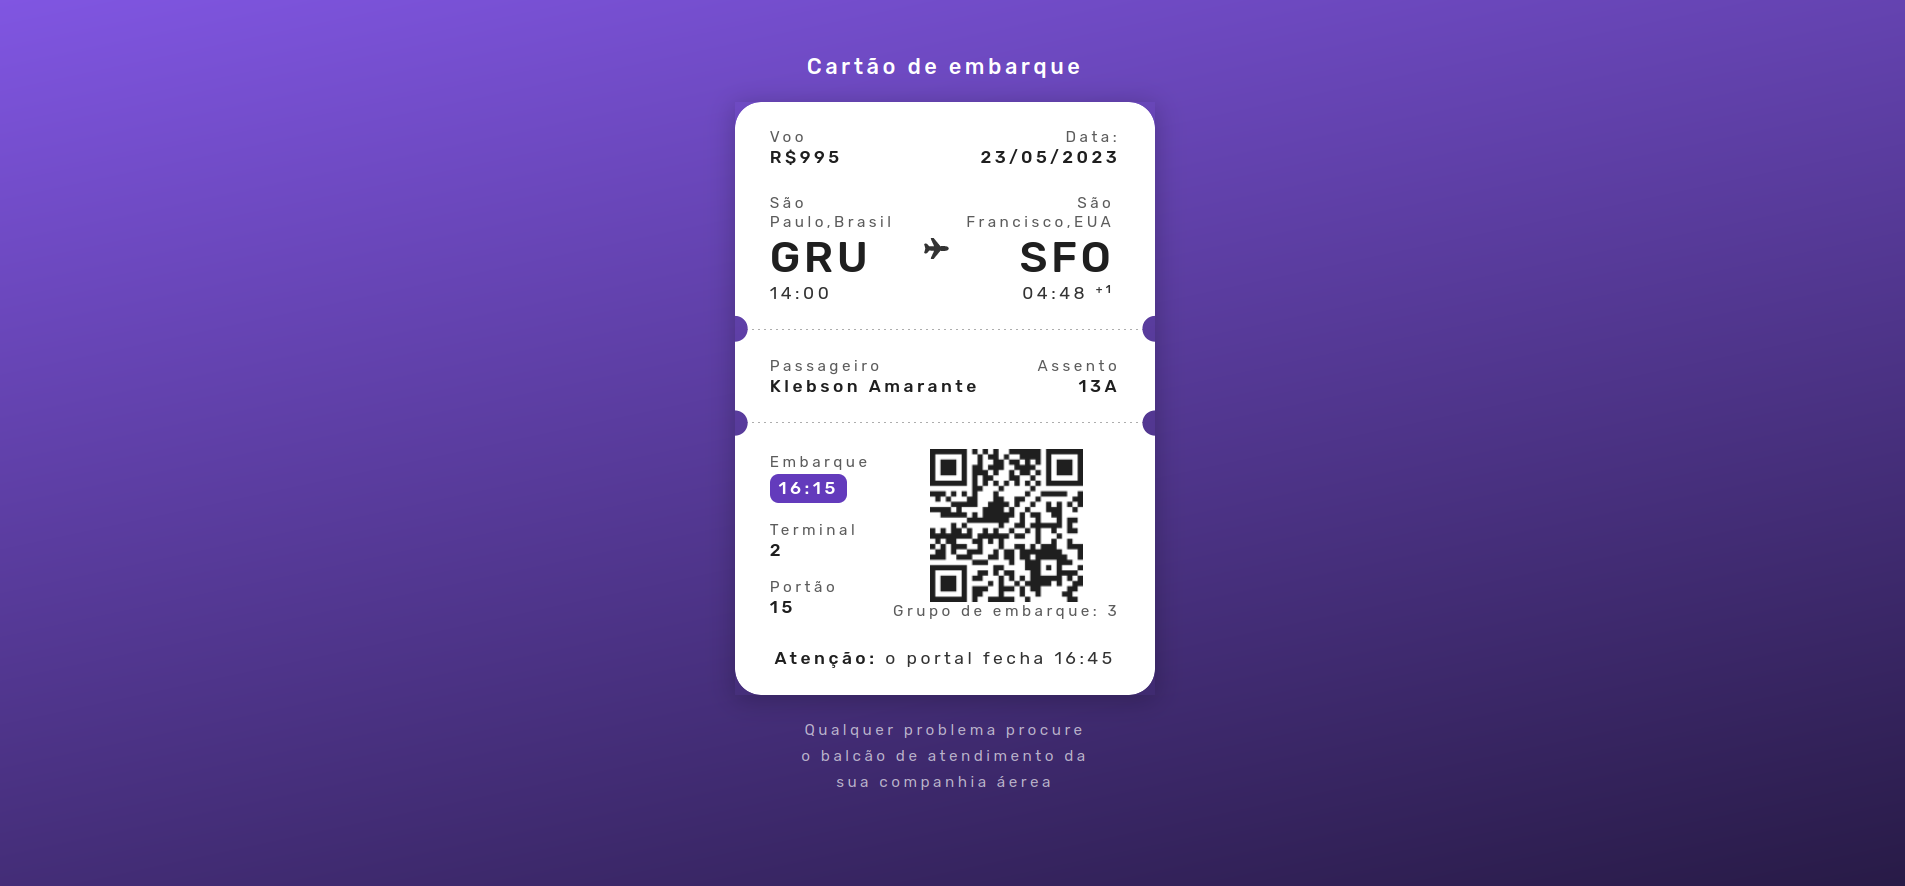 Cartão de embarque
Voo
Data:
R$995
23/05/2023
São
Paulo,Brasil
São
Francisco,EUA
GRU
SFO
14:00
04:48 +1
Passageiro
Assento
Klebson Amarante
13A
Embarque
16:15
Terminal
2
Portão
15
Grupo de embarque: 3
Atenção: o portal fecha 16:45
Qualquer problema procure
o balcão de atendimento da
sua companhia áerea